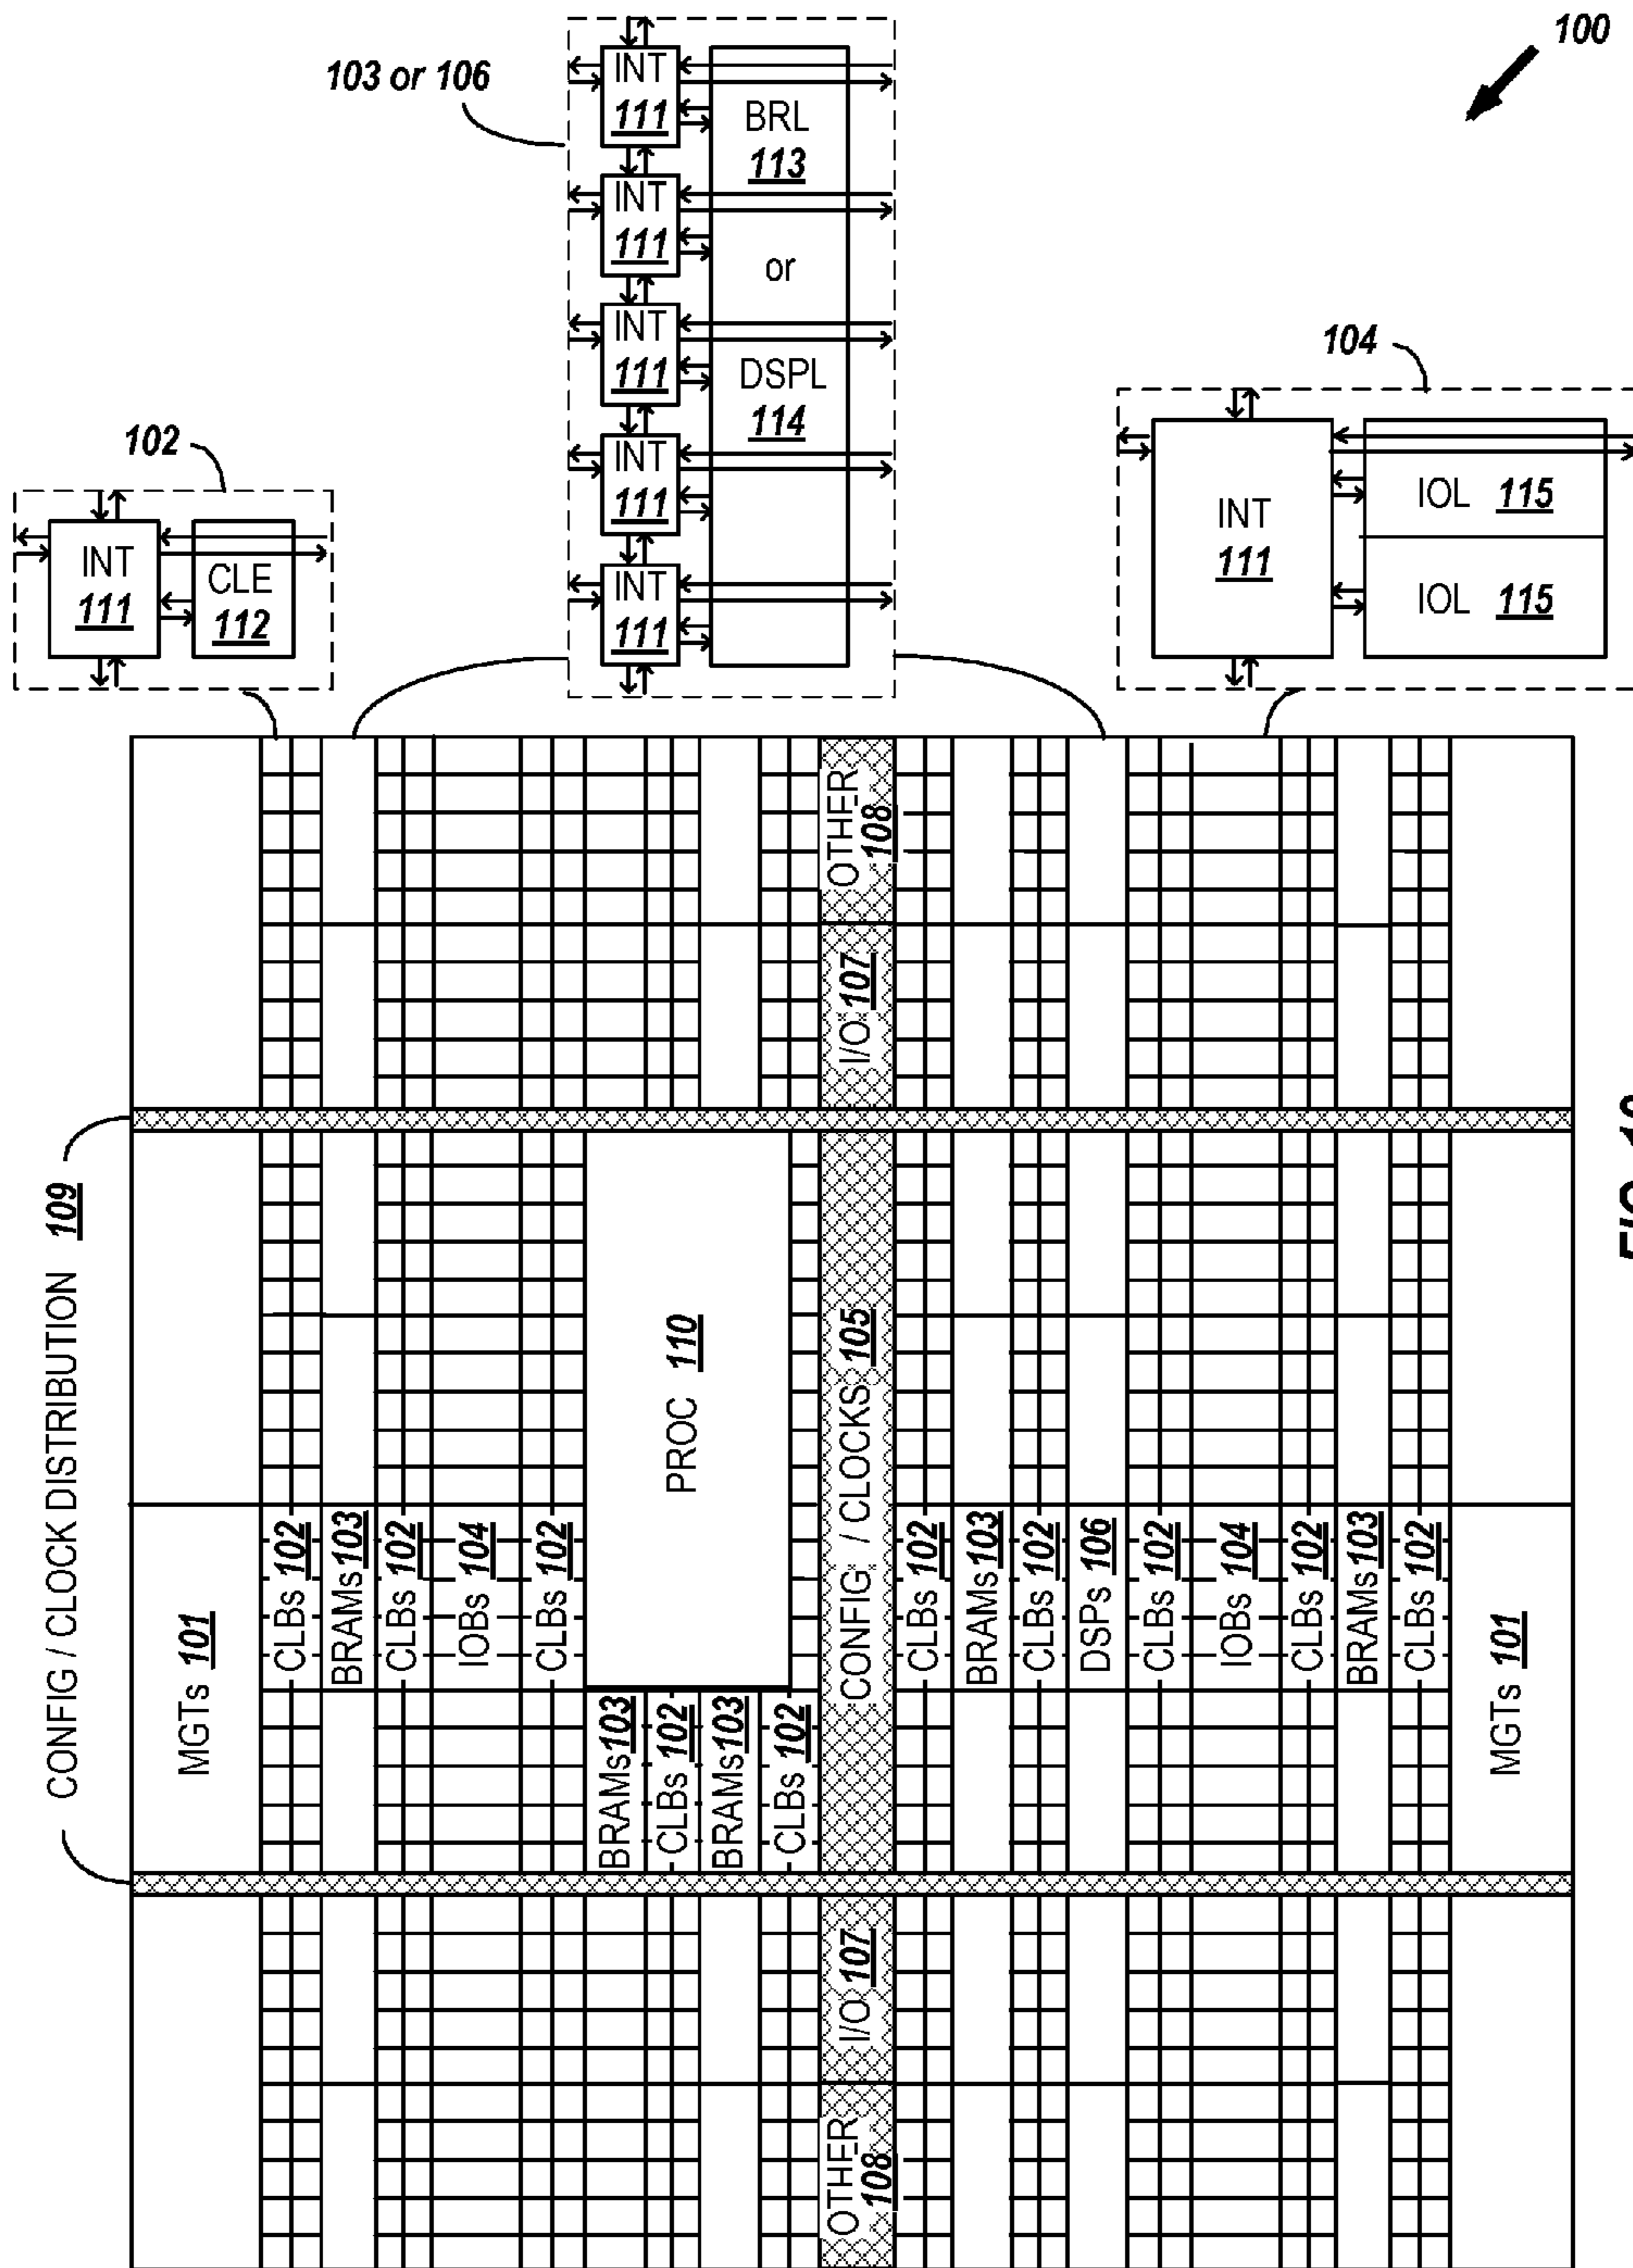 100
103 or 106
INT
111
INT
111
INT
111
INT
111
INT
111
BRL
113
or
DSPL
114
104
INT
111
IOL 115
IOL 115
102
INT
111
CLE
112
CONFIG / CLOCK DISTRIBUTION 109
MGTs 101
CLBs 102
BRAMs 103
CLBs 102
IOBs 104
CLBs 102
BRAMs 103
CLBs 102
BRAMs 103
CLBs 102
PROC 110
OTHER
108
I/O 107
CONFIG / CLOCKS 105
I/O 107
OTHER
108
CLBs 102
BRAMs 103
CLBs 102
DSPs 106
CLBs 102
IOBs 104
CLBs 102
BRAMs 103
CLBs 102
MGTs 101